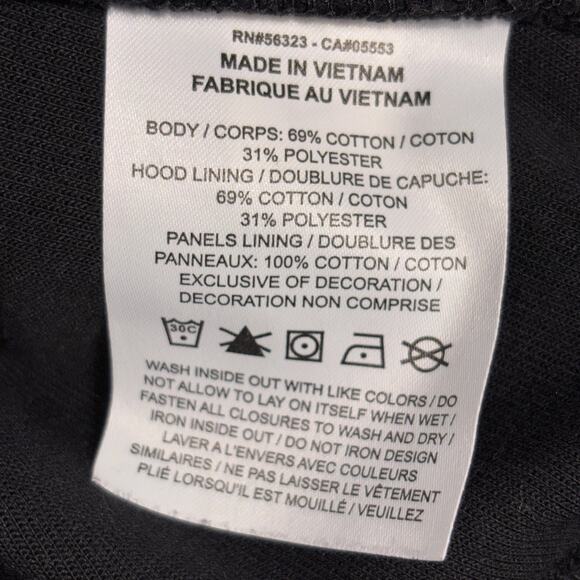 RN#56323 - CA#05553
MADE IN VIETNAM
FABRIQUE AU VIETNAM
BODY / CORPS: 69% COTTON / COTON
31% POLYESTER
HOOD LINING / DOUBLURE DE CAPUCHE:
69% COTTON / COTON
31% POLYESTER
PANELS LINING / DOUBLURE DES
PANNEAUX: 100% COTTON / COTON
EXCLUSIVE OF DECORATION /
DECORATION NON COMPRISE
30C
WASH INSIDE OUT WITH LIKE COLORS / DO
NOT ALLOW TO LAY ON ITSELF WHEN WET /
FASTEN ALL CLOSURES TO WASH AND DRY /
IRON INSIDE OUT / DO NOT IRON DESIGN
LAVER A L'ENVERS AVEC COULEURS
SIMILAIRES / NE PAS LAISSER LE VÊTEMENT
PLIÉ LORSQU'IL EST MOUILLÉ / VEUILLEZ